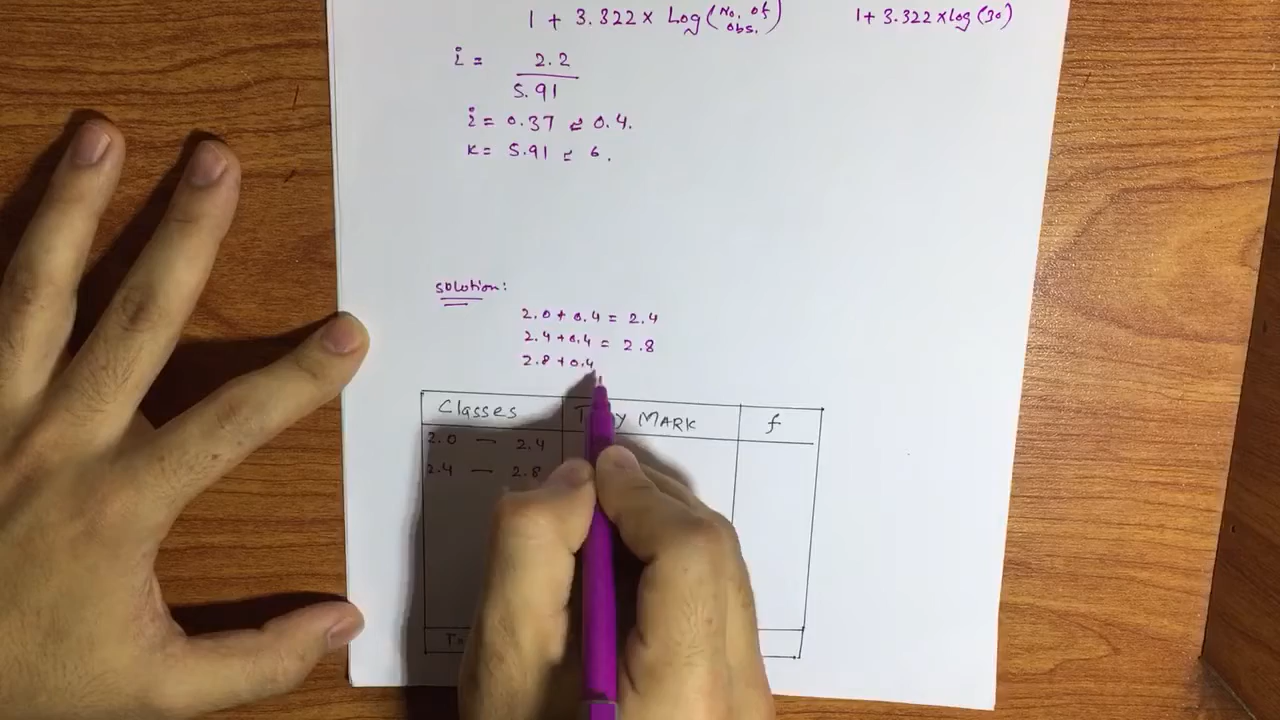 1 + 3.322 × Log (No. of obs.) 1 + 3.322 × log (30)
i = 2.2
5.91
i = 0.37 ≈ 0.4.
K = 5.91 ≈ 6.
Solution:
2.0 + 0.4 = 2.4
2.4 + 0.4 = 2.8
2.8 + 0.4
Classes MARK f
2.0 — 2.4
2.4 — 2.8